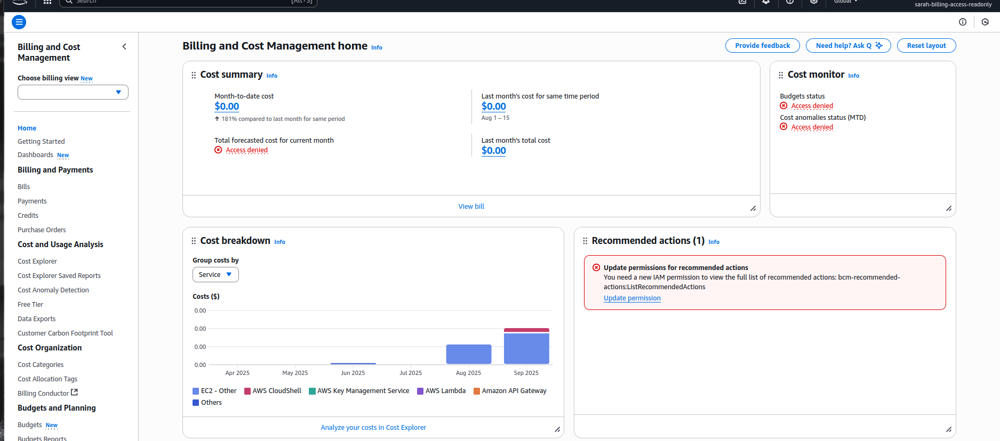 Search [Alt+S]
Global
sarah-billing-access-readonly
Billing and Cost
Management
Choose billing view New
Home
Getting Started
Dashboards New
Billing and Payments
Bills
Payments
Credits
Purchase Orders
Cost and Usage Analysis
Cost Explorer
Cost Explorer Saved Reports
Cost Anomaly Detection
Free Tier
Data Exports
Customer Carbon Footprint Tool
Cost Organization
Cost Categories
Cost Allocation Tags
Billing Conductor
Budgets and Planning
Budgets New
Budgets Reports
Billing and Cost Management home Info
Provide feedback
Need help? Ask Q
Reset layout
Cost summary Info
Month-to-date cost
$0.00
↑ 181% compared to last month for same period
Last month's cost for same time period
$0.00
Aug 1 – 15
Total forecasted cost for current month
Access denied
Last month's total cost
$0.00
View bill
Cost monitor Info
Budgets status
Access denied
Cost anomalies status (MTD)
Access denied
Cost breakdown Info
Group costs by
Service
Costs ($)
0.00
0.00
0.00
0.00
Apr 2025 May 2025 Jun 2025 Jul 2025 Aug 2025 Sep 2025
EC2 - Other AWS CloudShell AWS Key Management Service AWS Lambda Amazon API Gateway
Others
Analyze your costs in Cost Explorer
Recommended actions (1) Info
Update permissions for recommended actions
You need a new IAM permission to view the full list of recommended actions: bcm-recommended-
actions:ListRecommendedActions
Update permission